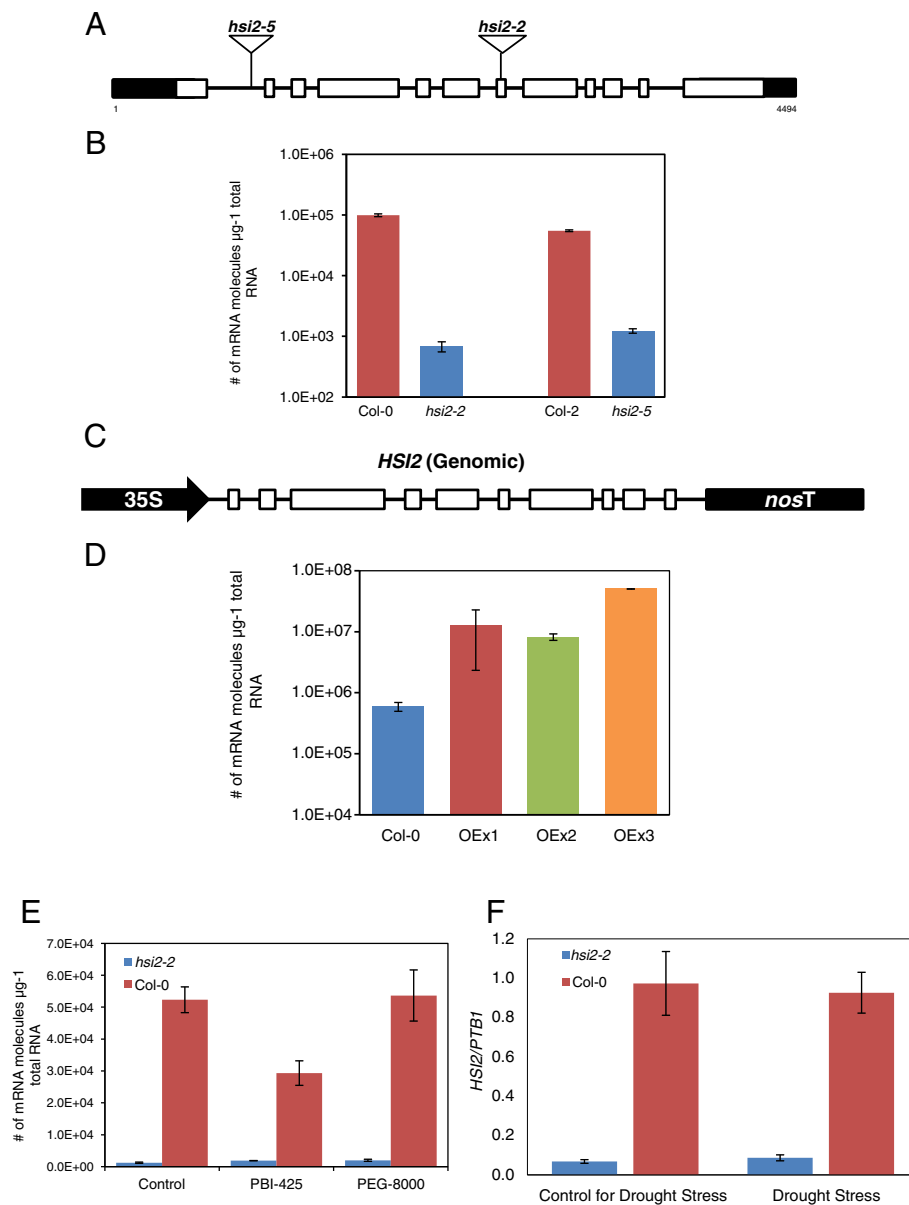 A
hsi2-5
hsi2-2
1
4494
B
# of mRNA molecules µg-1 total
RNA
1.0E+06
1.0E+05
1.0E+04
1.0E+03
1.0E+02
Col-0
hsi2-2
Col-2
hsi2-5
C
HSI2 (Genomic)
35S
nosT
D
# of mRNA molecules µg-1 total
RNA
1.0E+08
1.0E+07
1.0E+06
1.0E+05
1.0E+04
Col-0
OEx1
OEx2
OEx3
E
# of mRNA molecules µg-1
total RNA
7.0E+04
6.0E+04
5.0E+04
4.0E+04
3.0E+04
2.0E+04
1.0E+04
0.0E+00
hsi2-2
Col-0
Control
PBI-425
PEG-8000
F
HSI2/PTB1
1.2
1.0
0.8
0.6
0.4
0.2
0.0
hsi2-2
Col-0
Control for Drought Stress
Drought Stress